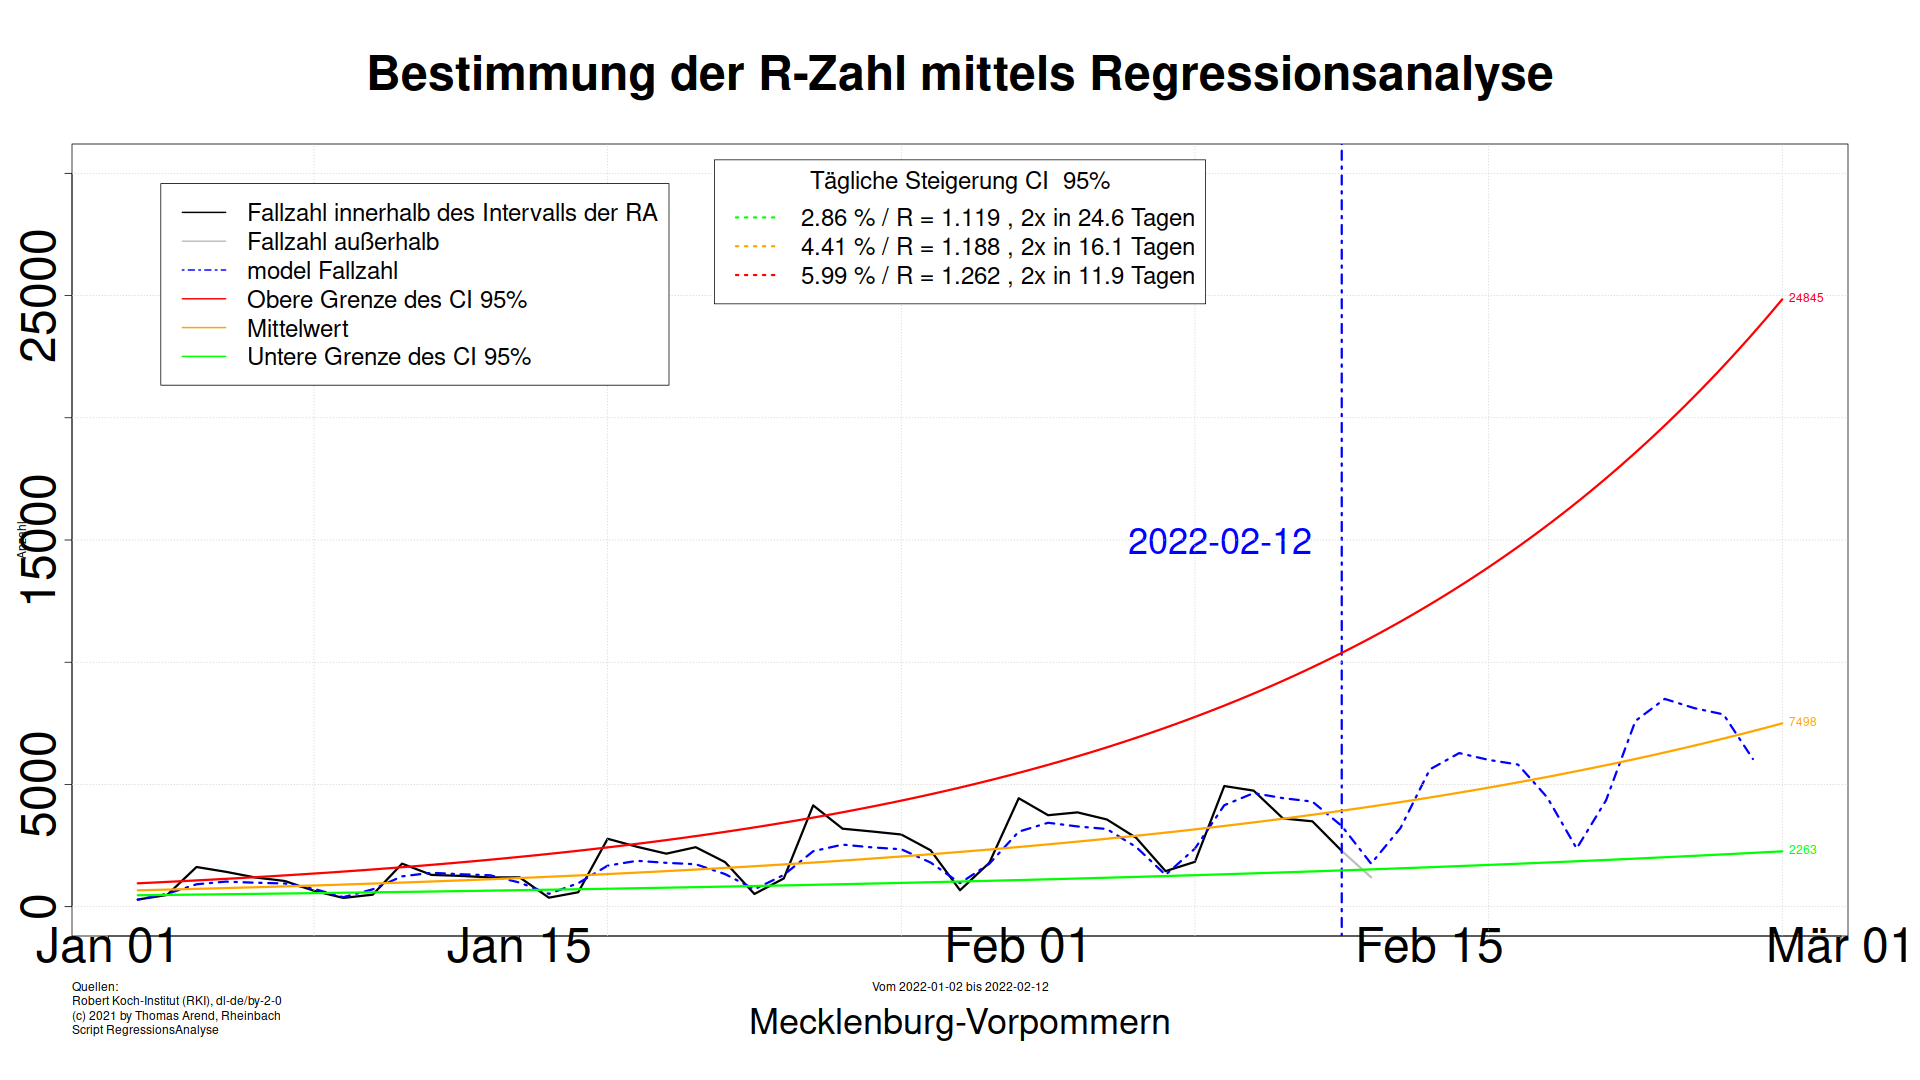 Bestimmung der R-Zahl mittels Regressionsanalyse
Fallzahl innerhalb des Intervalls der RA
Fallzahl außerhalb
model Fallzahl
Obere Grenze des CI 95%
Mittelwert
Untere Grenze des CI 95%
Tägliche Steigerung CI  95%
2.86 % / R = 1.119 , 2x in 24.6 Tagen
4.41 % / R = 1.188 , 2x in 16.1 Tagen
5.99 % / R = 1.262 , 2x in 11.9 Tagen
25000
15000
5000
0
Anzahl
24845
2022-02-12
7498
2263
Jan 01 Jan 15 Feb 01 Feb 15 Mär 01
Quellen:
Robert Koch-Institut (RKI), dl-de/by-2-0
(c) 2021 by Thomas Arend, Rheinbach
Script RegressionsAnalyse
Vom 2022-01-02 bis 2022-02-12
Mecklenburg-Vorpommern